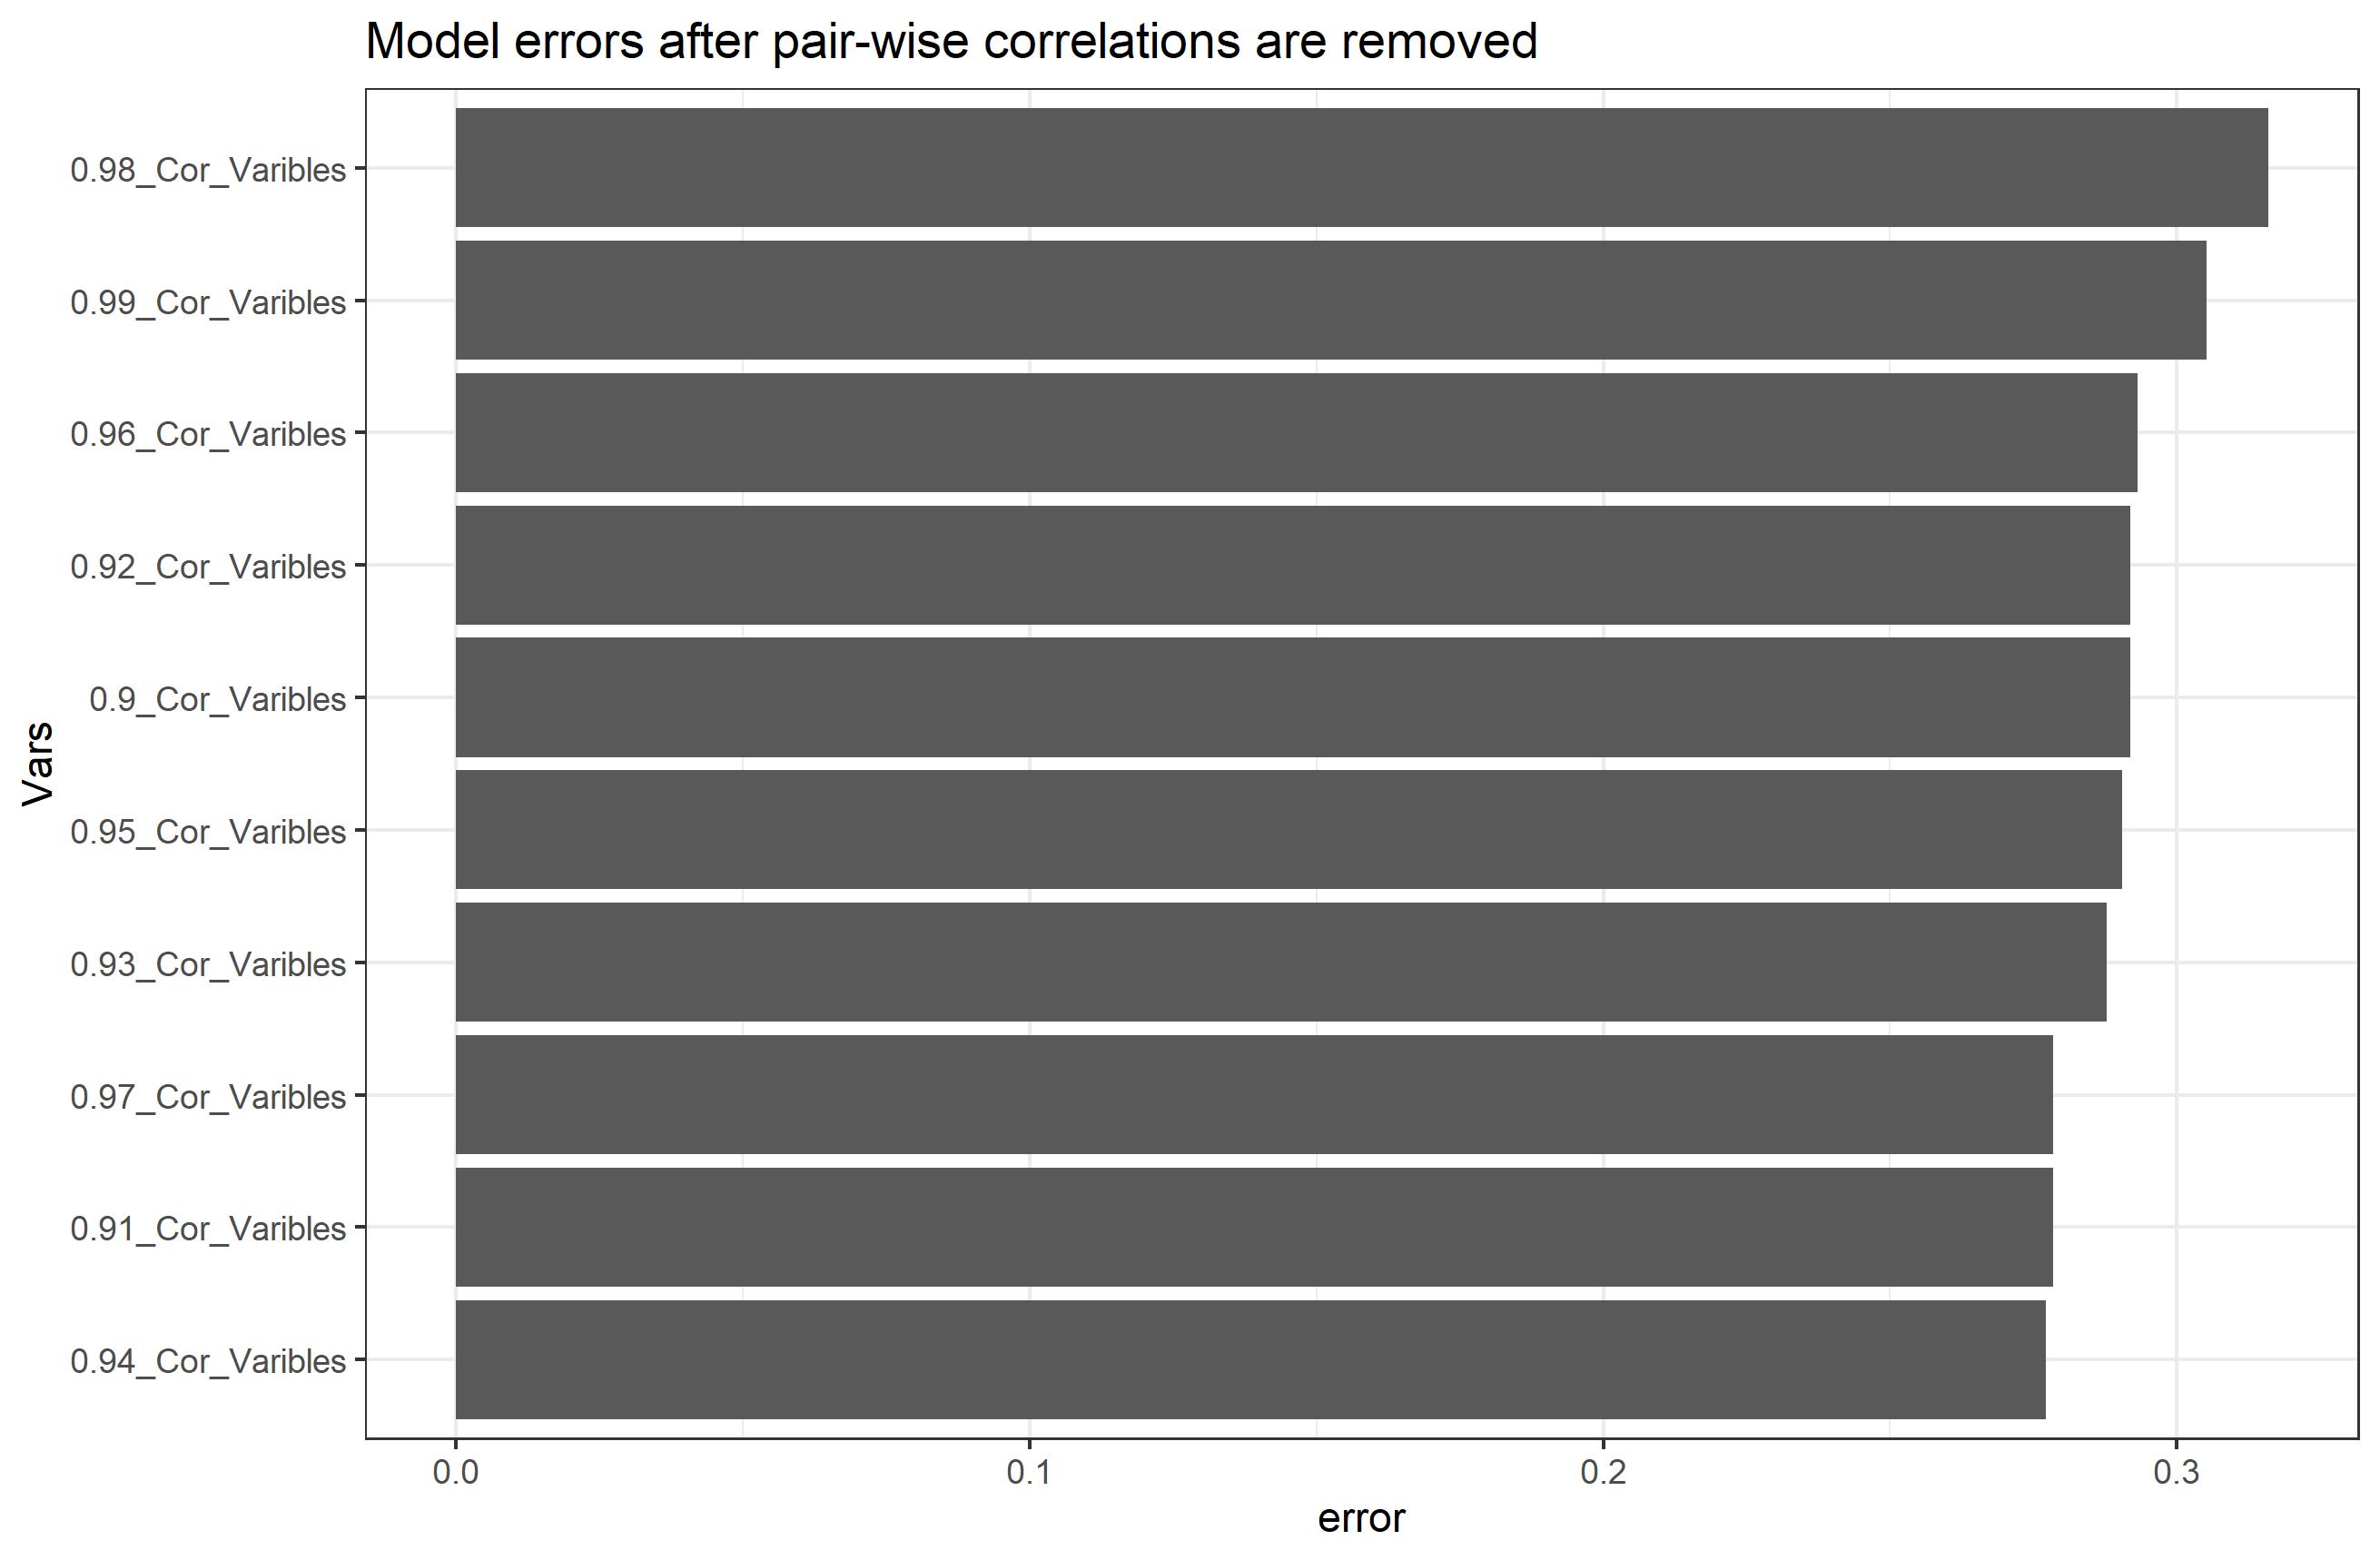 Model errors after pair-wise correlations are removed
0.98_Cor_Varibles
0.99_Cor_Varibles
0.96_Cor_Varibles
0.92_Cor_Varibles
0.9_Cor_Varibles
0.95_Cor_Varibles
0.93_Cor_Varibles
0.97_Cor_Varibles
0.91_Cor_Varibles
0.94_Cor_Varibles
Vars
0.0 0.1 0.2 0.3
error